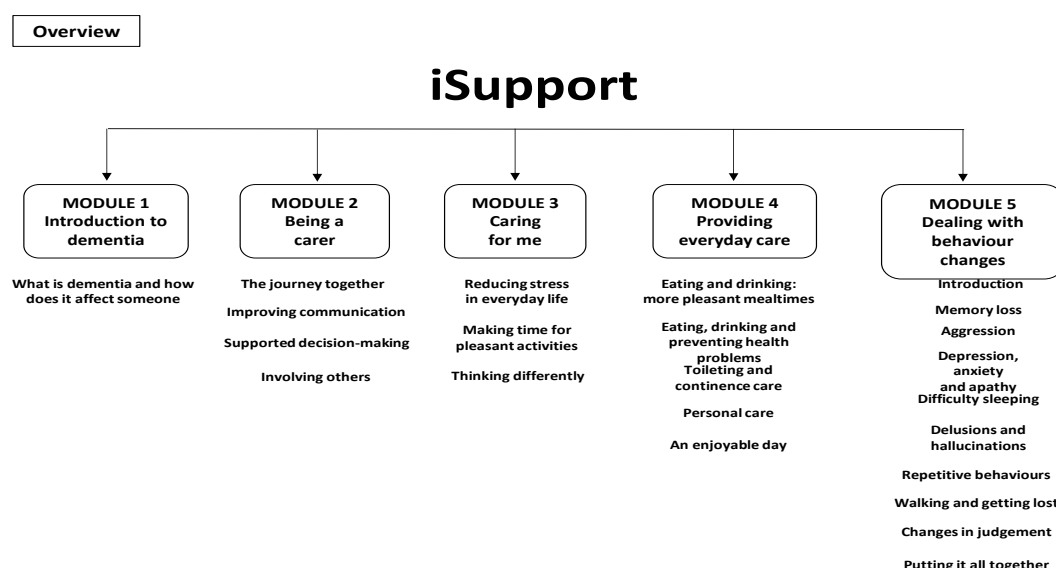 Overview
iSupport
MODULE 1
Introduction to
dementia
What is dementia and how
does it affect someone
MODULE 2
Being a
carer
The journey together
Improving communication
Supported decision-making
Involving others
MODULE 3
Caring
for me
Reducing stress
in everyday life
Making time for
pleasant activities
Thinking differently
MODULE 4
Providing
everyday care
Eating and drinking:
more pleasant mealtimes
Eating, drinking and
preventing health
problems
Toileting and
continence care
Personal care
An enjoyable day
MODULE 5
Dealing with
behaviour
changes
Introduction
Memory loss
Aggression
Depression,
anxiety
and apathy
Difficulty sleeping
Delusions and
hallucinations
Repetitive behaviours
Walking and getting lost
Changes in judgement
Putting it all together